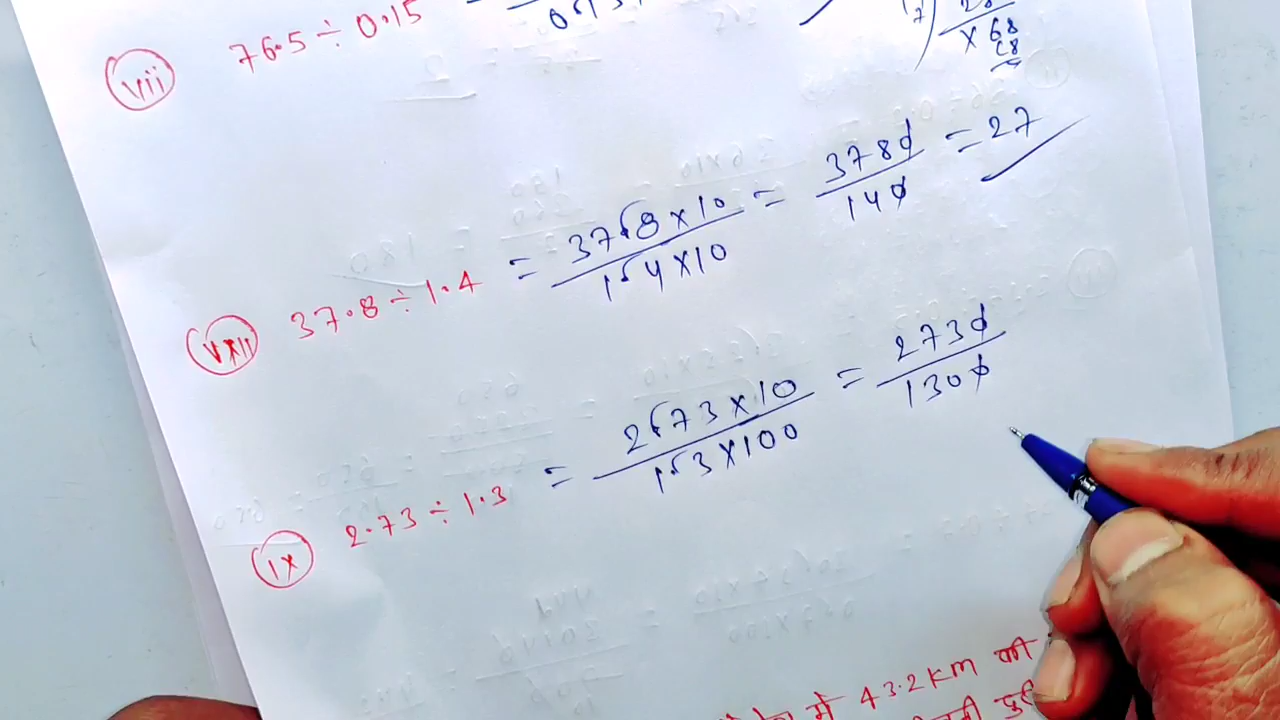 (vii) 76.5 ÷ 0.15
(viii) 37.8 ÷ 1.4 = 37.8 x 10 / 1.4 x 10 = 3780 / 140 = 27
(ix) 2.73 ÷ 1.3 = 2.73 x 10 / 1.3 x 100 = 2730 / 1300
में 43.2 km की